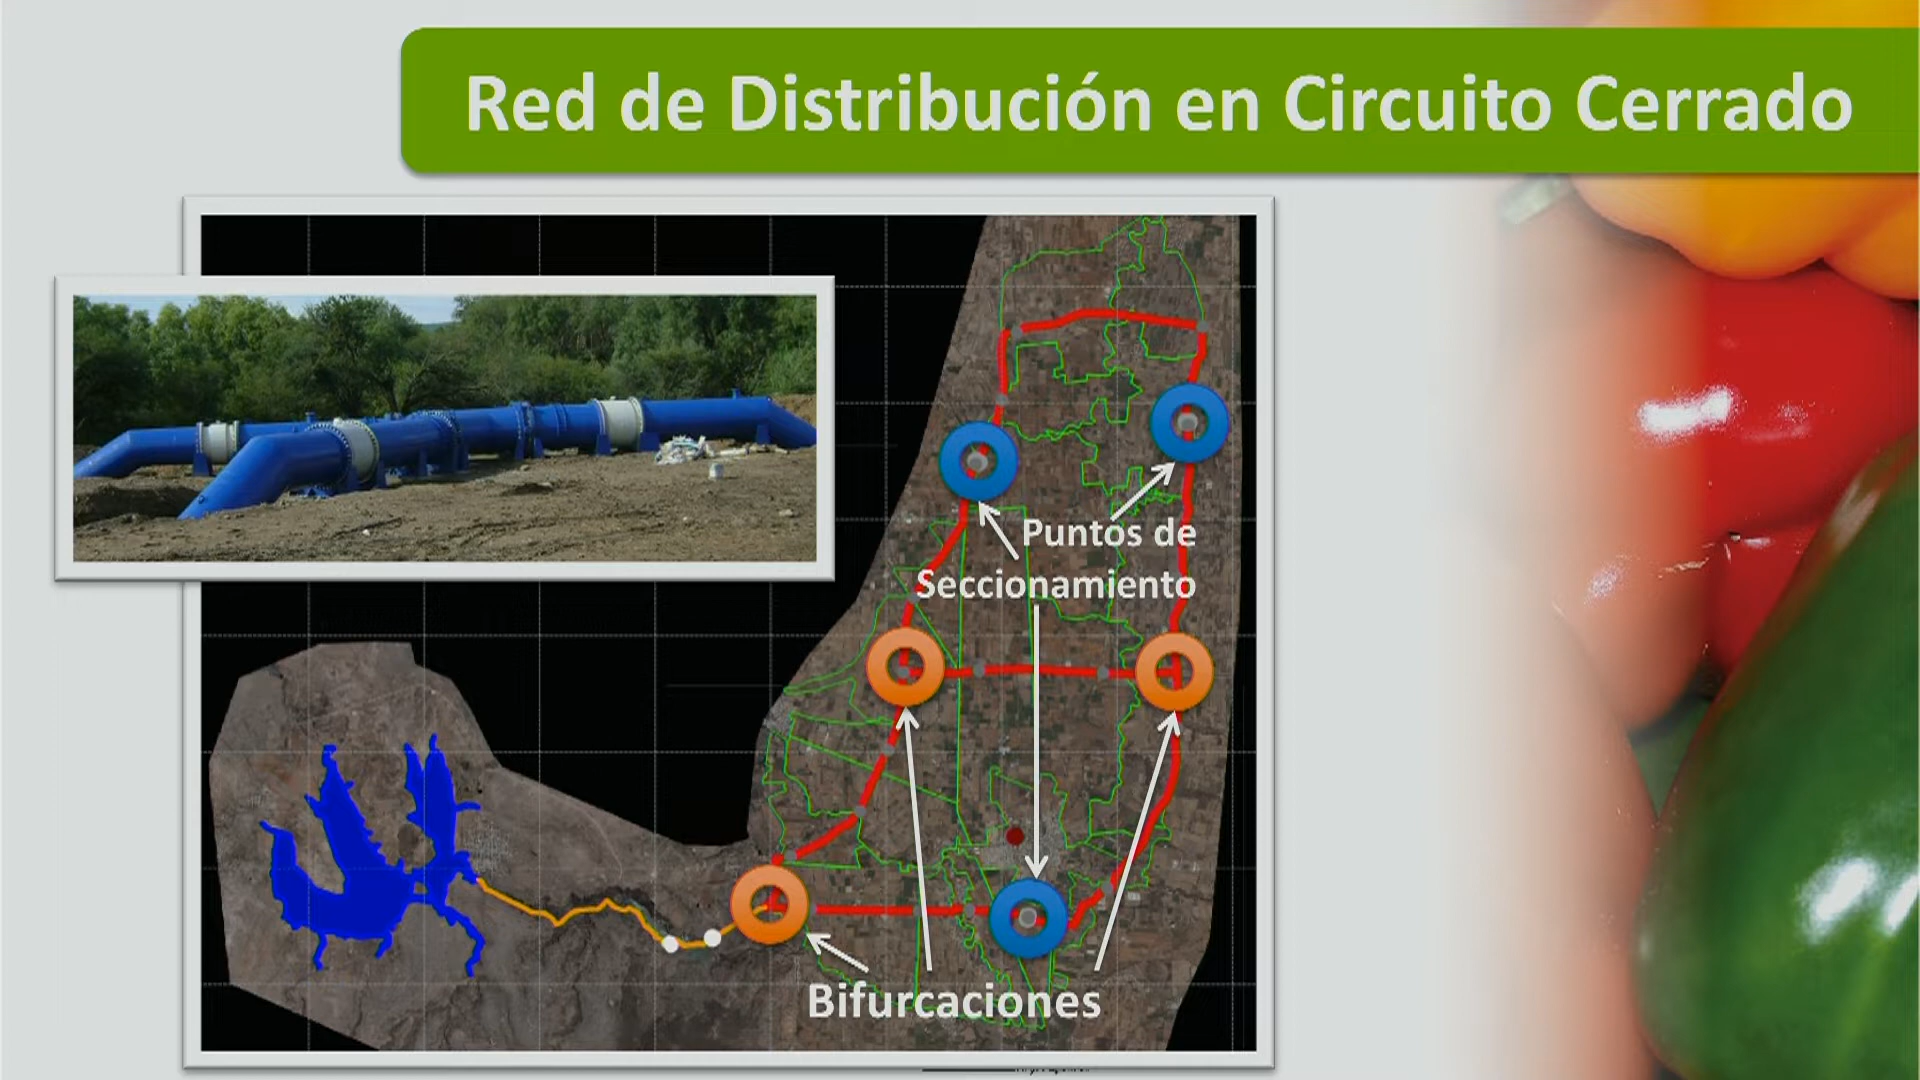 Red de Distribución en Circuito Cerrado
Puntos de
Seccionamiento
Bifurcaciones